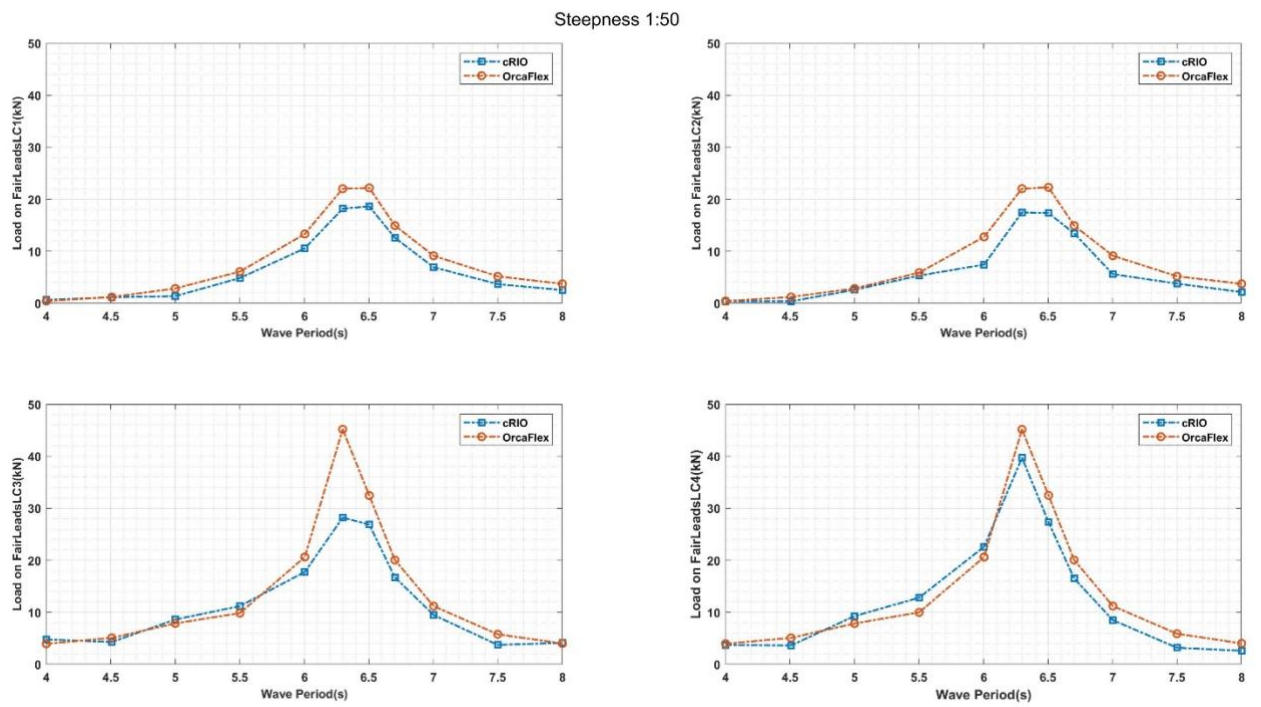 Steepness 1:50
50
40
30
20
10
0
Load on FairLeadsLC1(kN)
cRIO
OrcaFlex
4 4.5 5 5.5 6 6.5 7 7.5 8
Wave Period(s)
50
40
30
20
10
0
Load on FairLeadsLC2(kN)
cRIO
OrcaFlex
4 4.5 5 5.5 6 6.5 7 7.5 8
Wave Period(s)
50
40
30
20
10
0
Load on FairLeadsLC3(kN)
cRIO
OrcaFlex
4 4.5 5 5.5 6 6.5 7 7.5 8
Wave Period(s)
50
40
30
20
10
0
Load on FairLeadsLC4(kN)
cRIO
OrcaFlex
4 4.5 5 5.5 6 6.5 7 7.5 8
Wave Period(s)